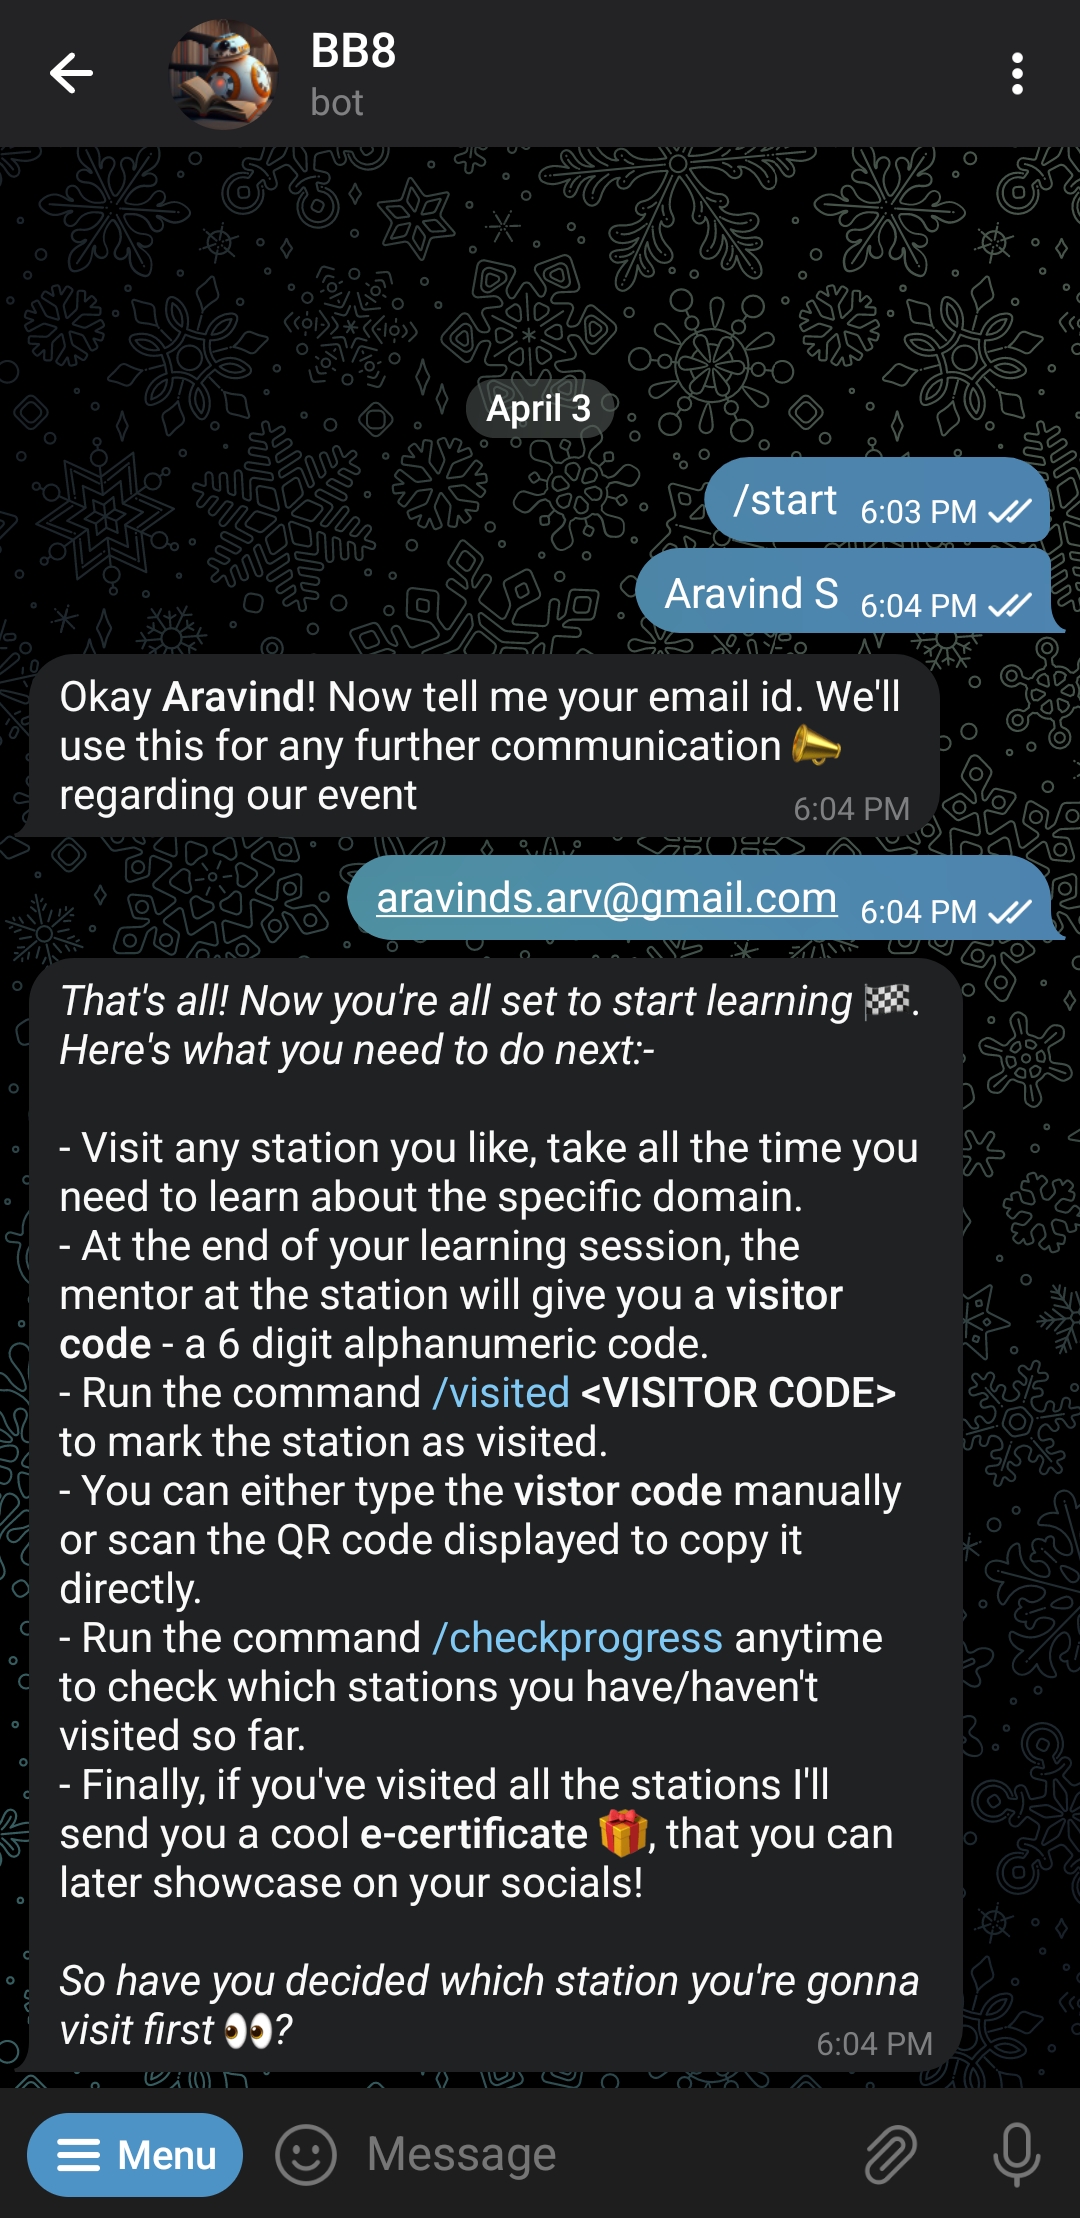 BB8
bot
April 3
/start 6:03 PM
Aravind S 6:04 PM
Okay Aravind! Now tell me your email id. We'll
use this for any further communication 📣
regarding our event
6:04 PM
aravinds.arv@gmail.com 6:04 PM
That's all! Now you're all set to start learning 🏁.
Here's what you need to do next:-
- Visit any station you like, take all the time you
need to learn about the specific domain.
- At the end of your learning session, the
mentor at the station will give you a visitor
code - a 6 digit alphanumeric code.
- Run the command /visited <VISITOR CODE>
to mark the station as visited.
- You can either type the vistor code manually
or scan the QR code displayed to copy it
directly.
- Run the command /checkprogress anytime
to check which stations you have/haven't
visited so far.
- Finally, if you've visited all the stations I'll
send you a cool e-certificate 🎁, that you can
later showcase on your socials!
So have you decided which station you're gonna
visit first 👀?
6:04 PM
Menu
Message